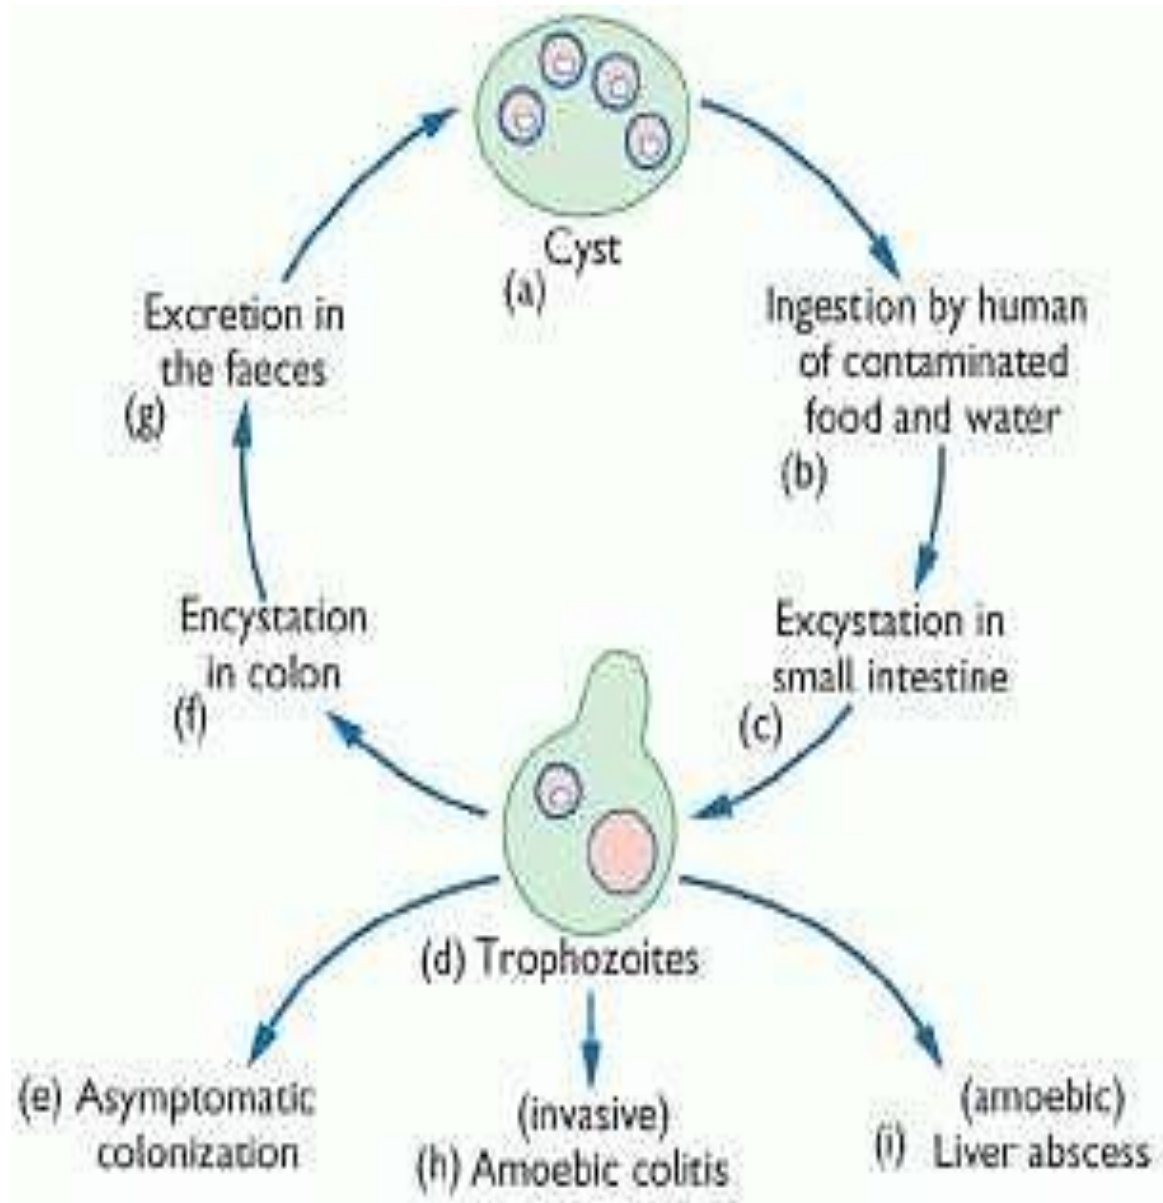 Cyst
(a)
Ingestion by human
of contaminated
food and water
(b)
Excystation in
small intestine
(c)
(d) Trophozoites
(e) Asymptomatic
colonization
(invasive)
(h) Amoebic colitis
(amoebic)
(i) Liver abscess
Encystation
in colon
(f)
Excretion in
the faeces
(g)